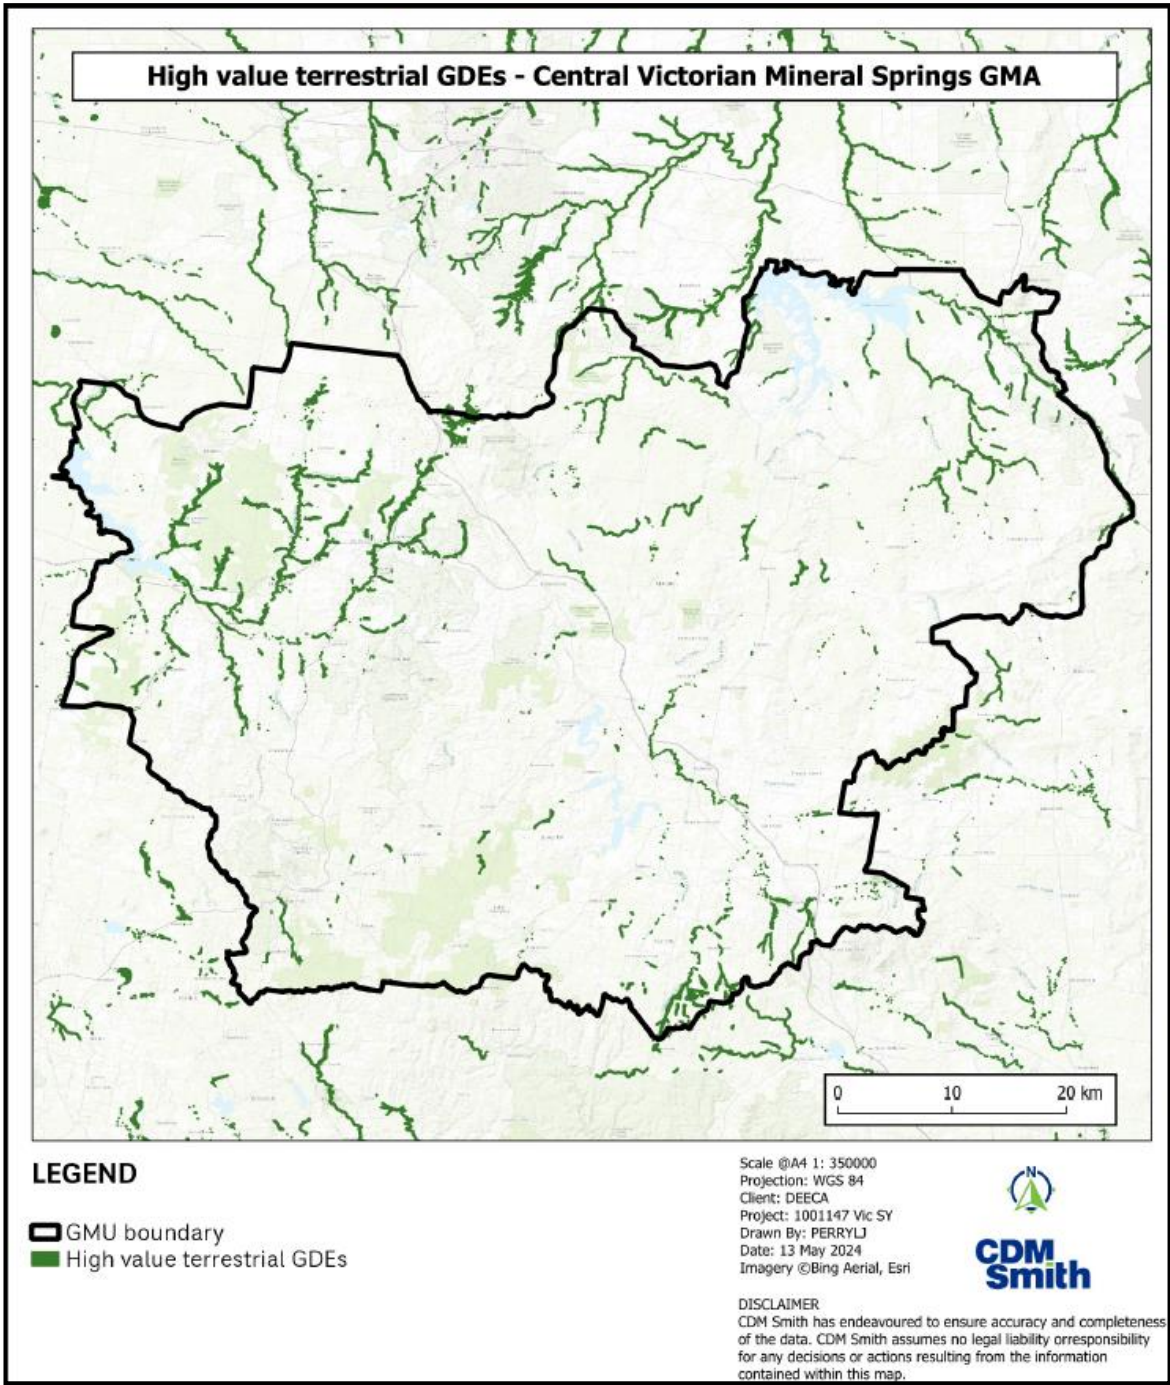 High value terrestrial GDEs - Central Victorian Mineral Springs GMA
0 10 20 km
LEGEND
GMU boundary
High value terrestrial GDEs
Scale @A4 1: 350000
Projection: WGS 84
Client: DEECA
Project: 1001147 Vic SY
Drawn By: PERRYLJ
Date: 13 May 2024
Imagery ©Bing Aerial, Esri
N
CDM
Smith
DISCLAIMER
CDM Smith has endeavoured to ensure accuracy and completeness
of the data. CDM Smith assumes no legal liability orresponsibility
for any decisions or actions resulting from the information
contained within this map.